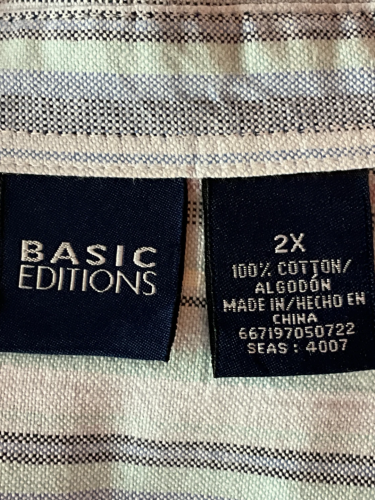 BASIC
EDITIONS
2X
100% COTTON/
ALGODÓN
MADE IN/HECHO EN
CHINA
667197050722
SEAS: 4007